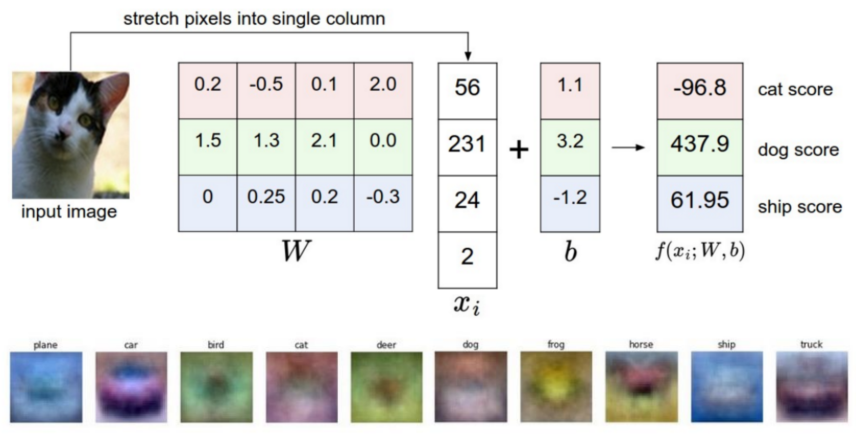 stretch pixels into single column
0.2 -0.5 0.1 2.0 56 1.1 -96.8 cat score
1.5 1.3 2.1 0.0 231 + 3.2 → 437.9 dog score
0 0.25 0.2 -0.3 24 -1.2 61.95 ship score
input image
2
W b f(x_i; W, b)
x_i
plane car bird cat deer dog frog horse ship truck